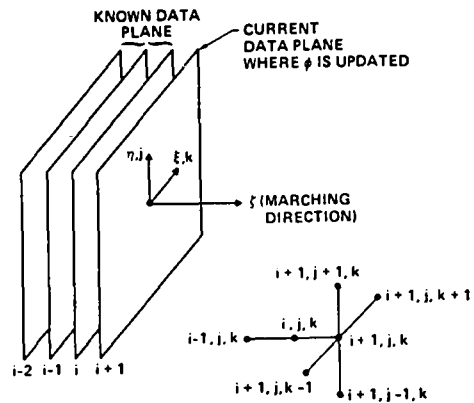 KNOWN DATA
PLANE
CURRENT
DATA PLANE
WHERE ϕ IS UPDATED
η,j
ξ,k
ζ (MARCHING
DIRECTION)
i-2
i-1
i
i+1
i + 1, j + 1, k
i + 1, j, k + 1
i-1, j, k
i, j, k
i + 1, j, k
i + 1, j, k-1
i + 1, j-1, k